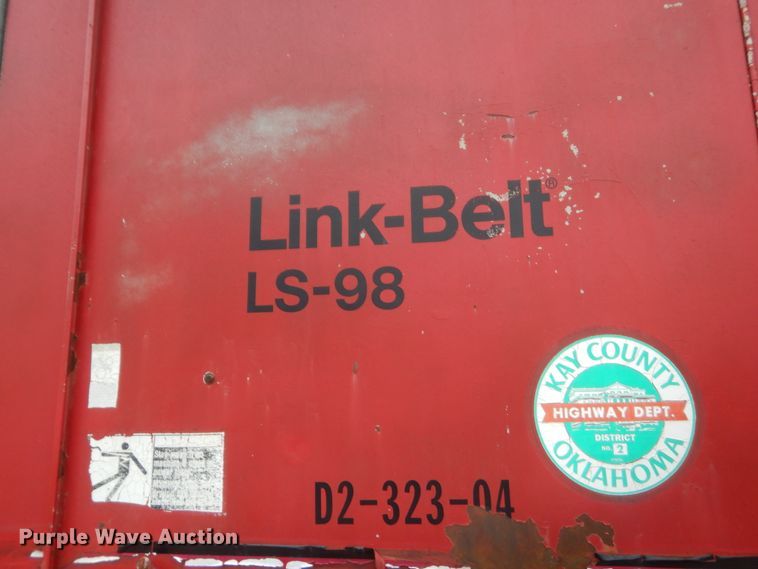 Link-Belt®
LS-98
KAY COUNTY
HIGHWAY DEPT.
DISTRICT
NO. 2
OKLAHOMA
D2-323-04
Purple Wave Auction